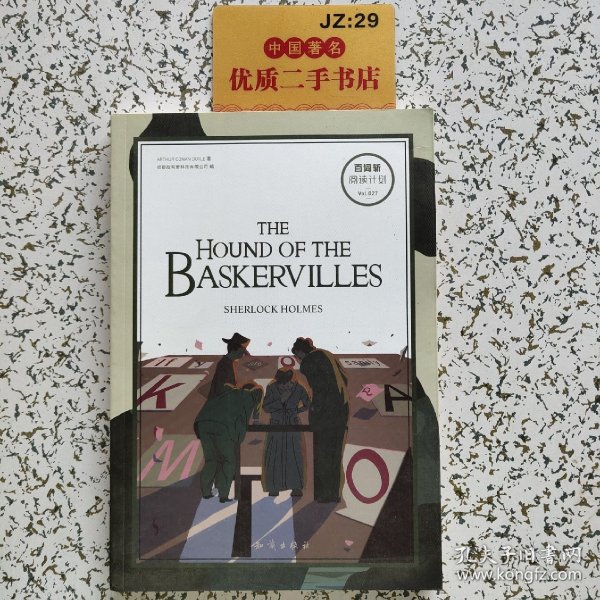 JZ:29
中国著名
优质二手书店
ARTHUR CONAN DOYLE 著
百词斩
阅读计划
Vol.027
THE
HOUND OF THE
BASKERVILLES
SHERLOCK HOLMES
K
R
A
M
T
O
知识出版社
孔夫子旧书网
www.kongfz.com